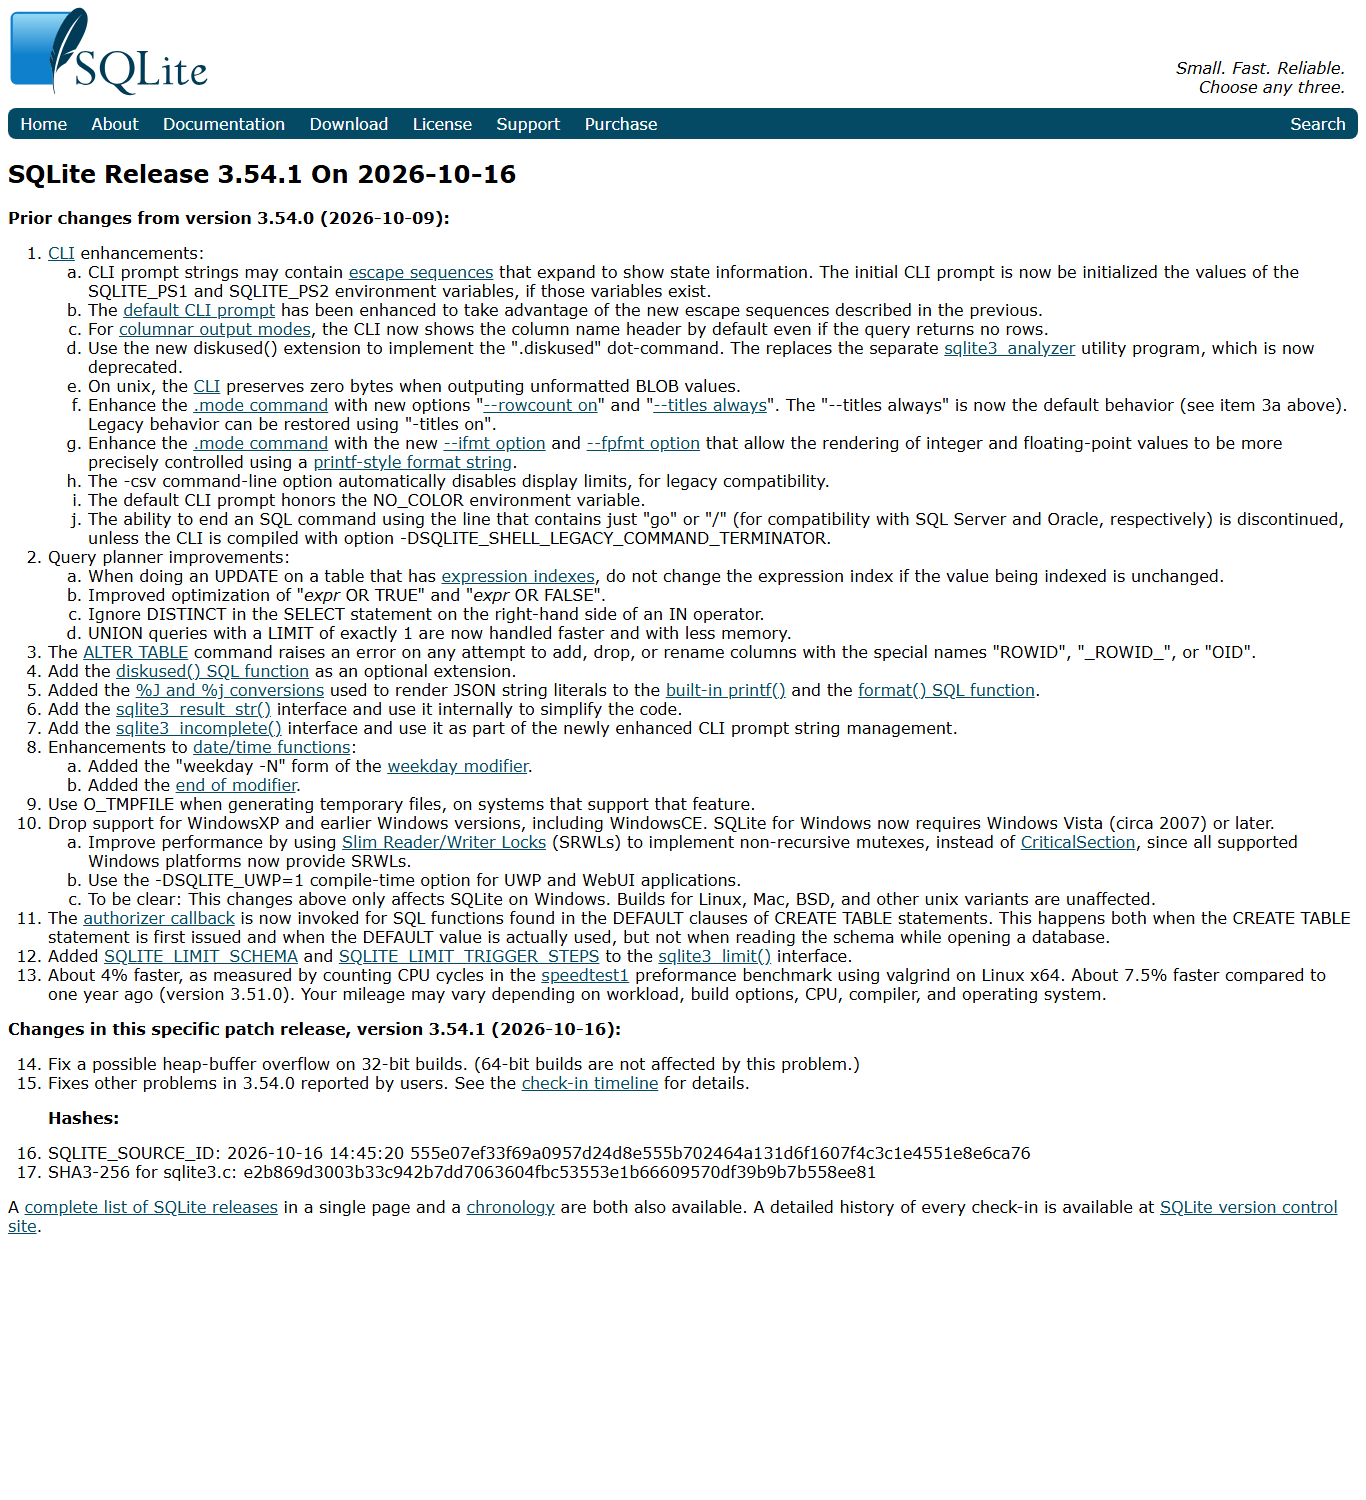 SQLite
Small. Fast. Reliable.
Choose any three.
Home About Documentation Download License Support Purchase Search
SQLite Release 3.54.1 On 2026-10-16
Prior changes from version 3.54.0 (2026-10-09):
1. CLI enhancements:
a. CLI prompt strings may contain escape sequences that expand to show state information. The initial CLI prompt is now be initialized the values of the
SQLITE_PS1 and SQLITE_PS2 environment variables, if those variables exist.
b. The default CLI prompt has been enhanced to take advantage of the new escape sequences described in the previous.
c. For columnar output modes, the CLI now shows the column name header by default even if the query returns no rows.
d. Use the new diskused() extension to implement the ".diskused" dot-command. The replaces the separate sqlite3_analyzer utility program, which is now
deprecated.
e. On unix, the CLI preserves zero bytes when outputing unformatted BLOB values.
f. Enhance the .mode command with new options "--rowcount on" and "--titles always". The "--titles always" is now the default behavior (see item 3a above).
Legacy behavior can be restored using "-titles on".
g. Enhance the .mode command with the new --ifmt option and --fpfmt option that allow the rendering of integer and floating-point values to be more
precisely controlled using a printf-style format string.
h. The -csv command-line option automatically disables display limits, for legacy compatibility.
i. The default CLI prompt honors the NO_COLOR environment variable.
j. The ability to end an SQL command using the line that contains just "go" or "/" (for compatibility with SQL Server and Oracle, respectively) is discontinued,
unless the CLI is compiled with option -DSQLITE_SHELL_LEGACY_COMMAND_TERMINATOR.
2. Query planner improvements:
a. When doing an UPDATE on a table that has expression indexes, do not change the expression index if the value being indexed is unchanged.
b. Improved optimization of "expr OR TRUE" and "expr OR FALSE".
c. Ignore DISTINCT in the SELECT statement on the right-hand side of an IN operator.
d. UNION queries with a LIMIT of exactly 1 are now handled faster and with less memory.
3. The ALTER TABLE command raises an error on any attempt to add, drop, or rename columns with the special names "ROWID", "_ROWID_", or "OID".
4. Add the diskused() SQL function as an optional extension.
5. Added the %J and %j conversions used to render JSON string literals to the built-in printf() and the format() SQL function.
6. Add the sqlite3_result_str() interface and use it internally to simplify the code.
7. Add the sqlite3_incomplete() interface and use it as part of the newly enhanced CLI prompt string management.
8. Enhancements to date/time functions:
a. Added the "weekday -N" form of the weekday modifier.
b. Added the end of modifier.
9. Use O_TMPFILE when generating temporary files, on systems that support that feature.
10. Drop support for WindowsXP and earlier Windows versions, including WindowsCE. SQLite for Windows now requires Windows Vista (circa 2007) or later.
a. Improve performance by using Slim Reader/Writer Locks (SRWLs) to implement non-recursive mutexes, instead of CriticalSection, since all supported
Windows platforms now provide SRWLs.
b. Use the -DSQLITE_UWP=1 compile-time option for UWP and WebUI applications.
c. To be clear: This changes above only affects SQLite on Windows. Builds for Linux, Mac, BSD, and other unix variants are unaffected.
11. The authorizer callback is now invoked for SQL functions found in the DEFAULT clauses of CREATE TABLE statements. This happens both when the CREATE TABLE
statement is first issued and when the DEFAULT value is actually used, but not when reading the schema while opening a database.
12. Added SQLITE_LIMIT_SCHEMA and SQLITE_LIMIT_TRIGGER_STEPS to the sqlite3_limit() interface.
13. About 4% faster, as measured by counting CPU cycles in the speedtest1 preformance benchmark using valgrind on Linux x64. About 7.5% faster compared to
one year ago (version 3.51.0). Your mileage may vary depending on workload, build options, CPU, compiler, and operating system.
Changes in this specific patch release, version 3.54.1 (2026-10-16):
14. Fix a possible heap-buffer overflow on 32-bit builds. (64-bit builds are not affected by this problem.)
15. Fixes other problems in 3.54.0 reported by users. See the check-in timeline for details.
Hashes:
16. SQLITE_SOURCE_ID: 2026-10-16 14:45:20 555e07ef33f69a0957d24d8e555b702464a131d6f1607f4c3c1e4551e8e6ca76
17. SHA3-256 for sqlite3.c: e2b869d3003b33c942b7dd7063604fbc53553e1b66609570df39b9b7b558ee81
A complete list of SQLite releases in a single page and a chronology are both also available. A detailed history of every check-in is available at SQLite version control
site.